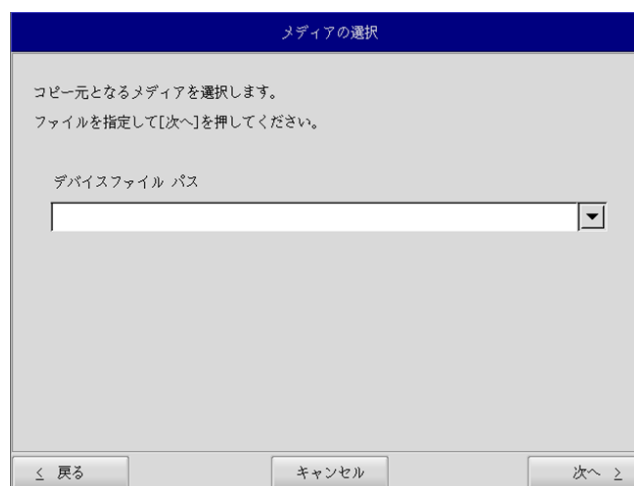 メディアの選択
コピー元となるメディアを選択します。
ファイルを指定して[次へ]を押してください。
デバイスファイル パス
< 戻る
キャンセル
次へ >